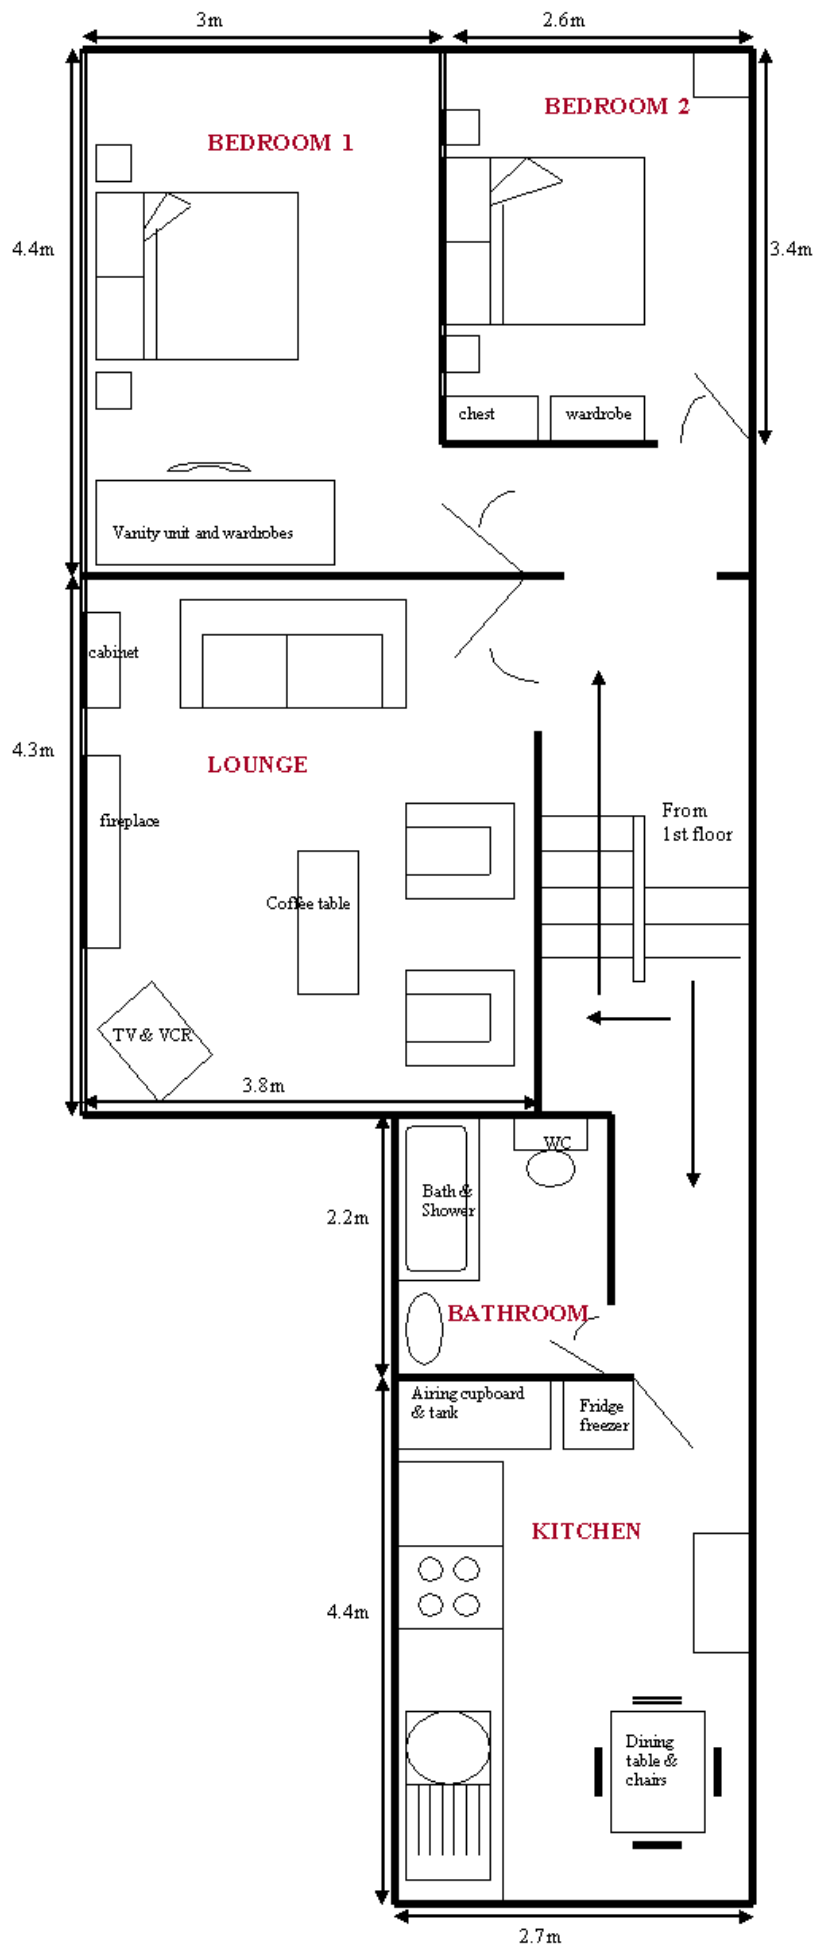 3m
2.6m
BEDROOM 1
BEDROOM 2
4.4m
3.4m
chest
wardrobe
Vanity unit and wardrobes
cabinet
4.3m
LOUNGE
fireplace
From
1st floor
Coffee table
TV & VCR
3.8m
WC
2.2m
Bath &
Shower
BATHROOM
Airing cupboard
& tank
Fridge
freezer
KITCHEN
4.4m
Dining
table &
chairs
2.7m